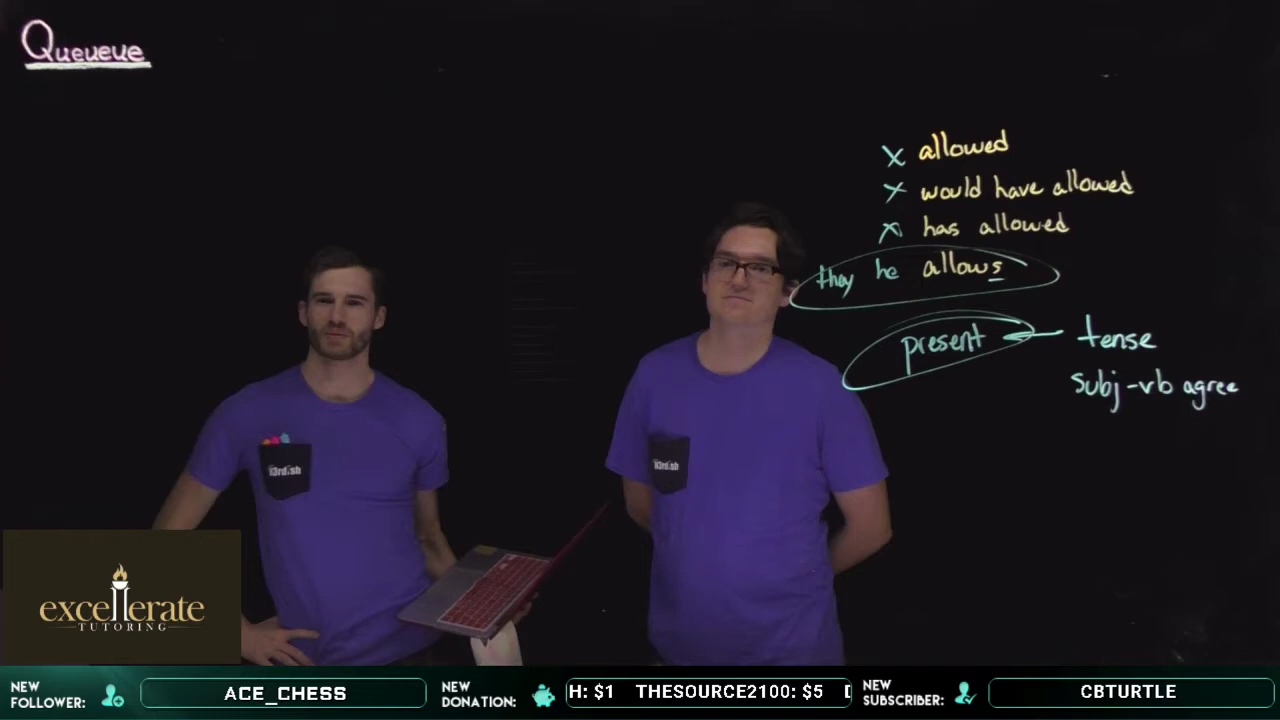 Queueue
x allowed
x would have allowed
x has allowed
they he allows
present
tense
subj-vb agree
excellerate
TUTORING
NEW
FOLLOWER:
ACE_CHESS
NEW
DONATION:
H: $1 THESOURCE2100: $5
NEW
SUBSCRIBER:
CBTURTLE